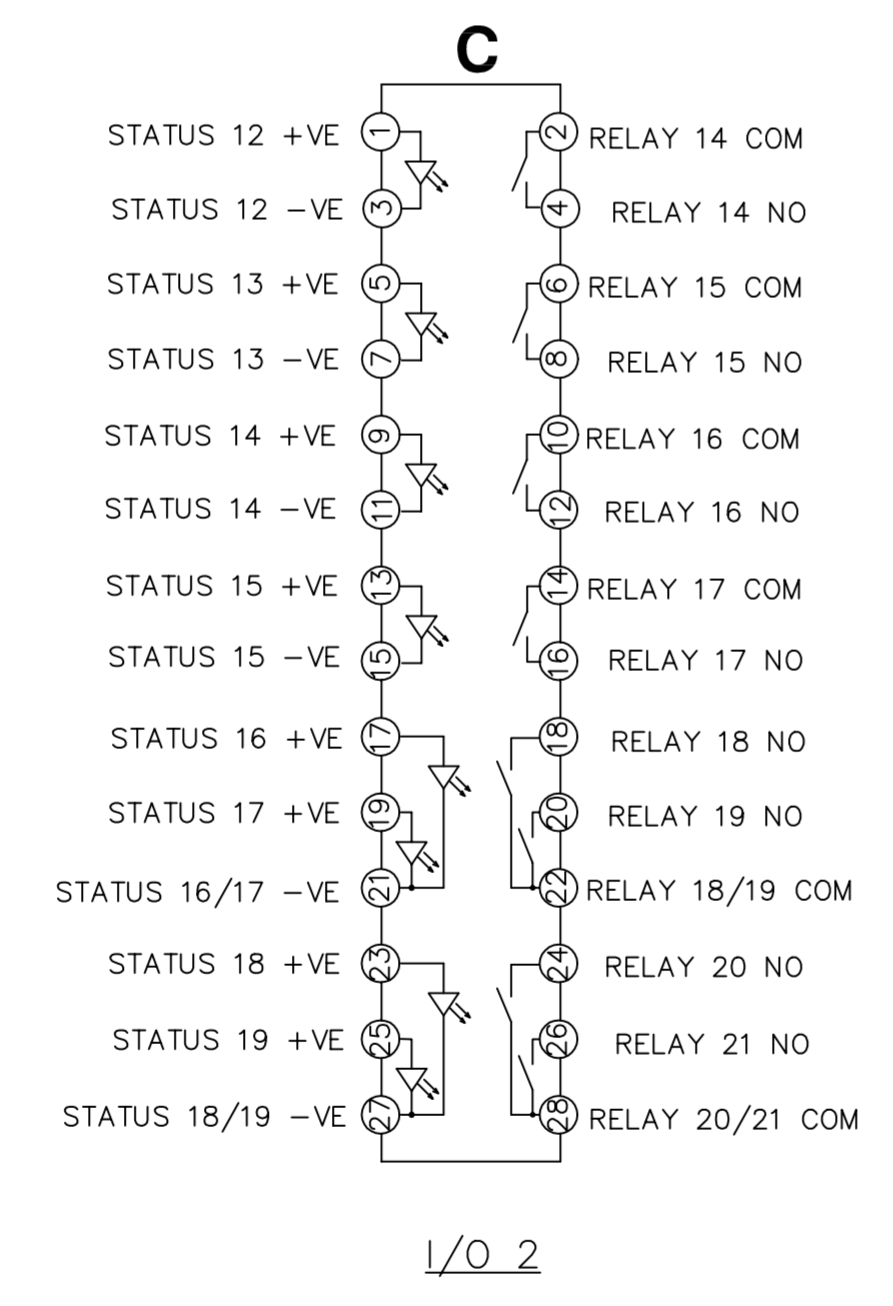 C
STATUS 12 +VE 1 2 RELAY 14 COM
STATUS 12 −VE 3 4 RELAY 14 NO
STATUS 13 +VE 5 6 RELAY 15 COM
STATUS 13 −VE 7 8 RELAY 15 NO
STATUS 14 +VE 9 10 RELAY 16 COM
STATUS 14 −VE 11 12 RELAY 16 NO
STATUS 15 +VE 13 14 RELAY 17 COM
STATUS 15 −VE 15 16 RELAY 17 NO
STATUS 16 +VE 17 18 RELAY 18 NO
STATUS 17 +VE 19 20 RELAY 19 NO
STATUS 16/17 −VE 21 22 RELAY 18/19 COM
STATUS 18 +VE 23 24 RELAY 20 NO
STATUS 19 +VE 25 26 RELAY 21 NO
STATUS 18/19 −VE 27 28 RELAY 20/21 COM
I/O 2